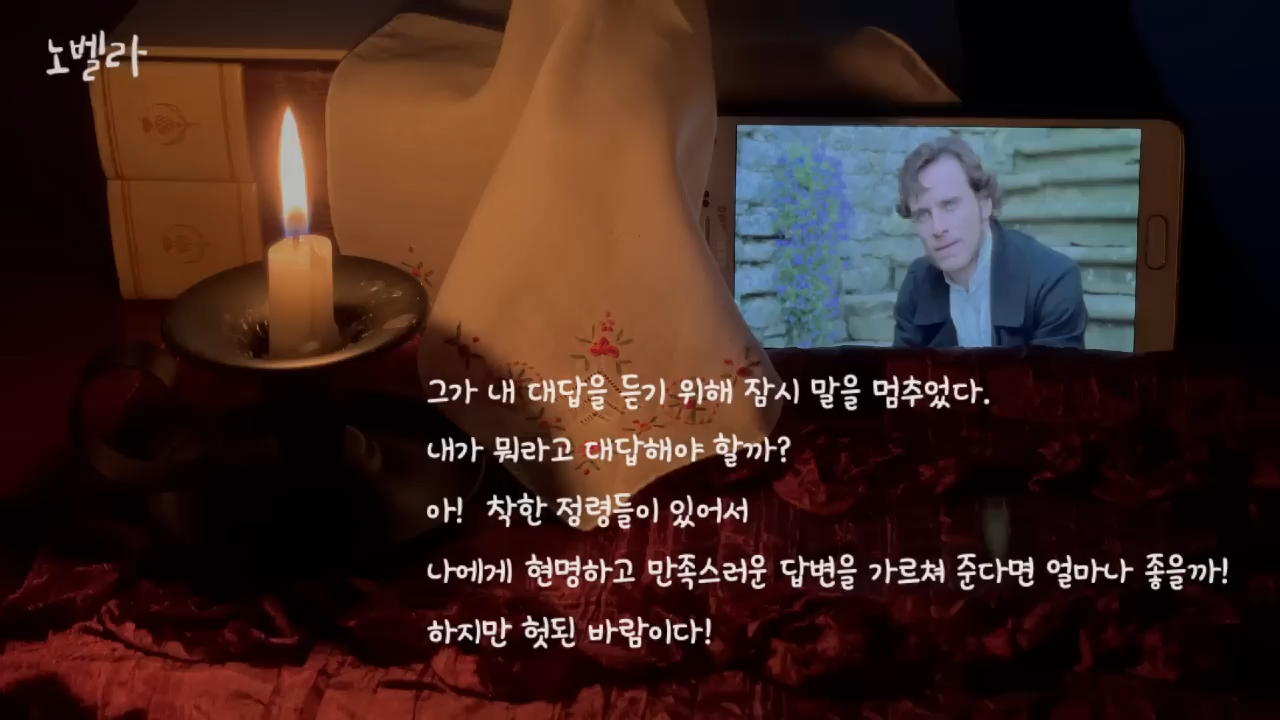 노벨라
그가 내 대답을 듣기 위해 잠시 말을 멈추었다.
내가 뭐라고 대답해야 할까?
아! 착한 정령들이 있어서
나에게 현명하고 만족스러운 답변을 가르쳐 준다면 얼마나 좋을까!
하지만 헛된 바람이다!